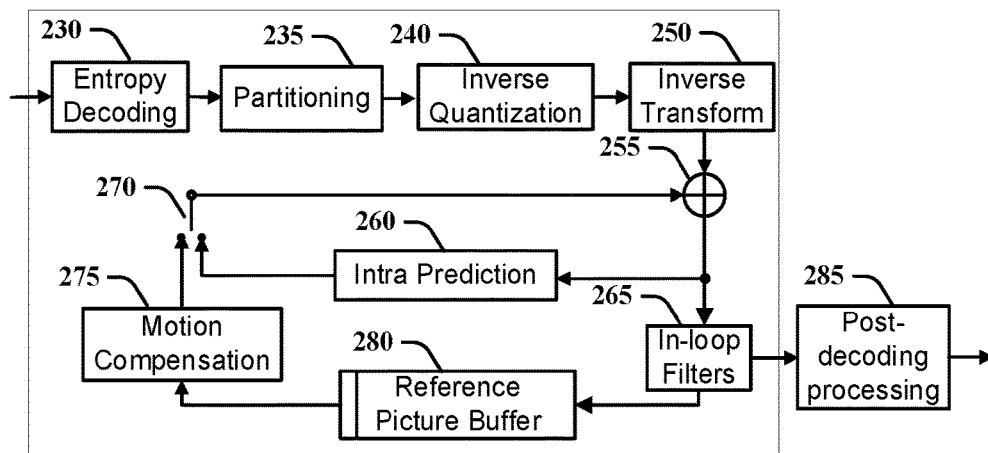 230
235
240
250
Entropy
Decoding
Partitioning
Inverse
Quantization
Inverse
Transform
255
270
260
Intra Prediction
275
Motion
Compensation
280
Reference
Picture Buffer
265
In-loop
Filters
285
Post-
decoding
processing